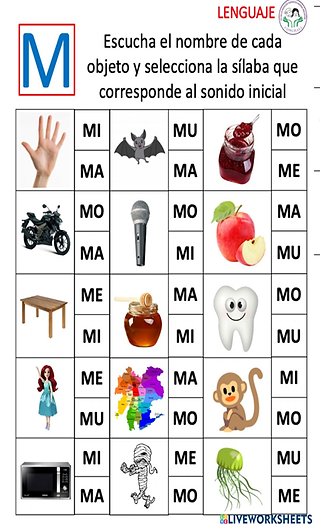 LENGUAJE
M
Escucha el nombre de cada
objeto y selecciona la sílaba que
corresponde al sonido inicial
MI MU MO
MA MA ME
MO MO MA
MA MI MU
ME MA MO
MI MI MU
ME MA MI
MU MO MO
MI ME MU
MA MO ME
LIVEWORKSHEETS